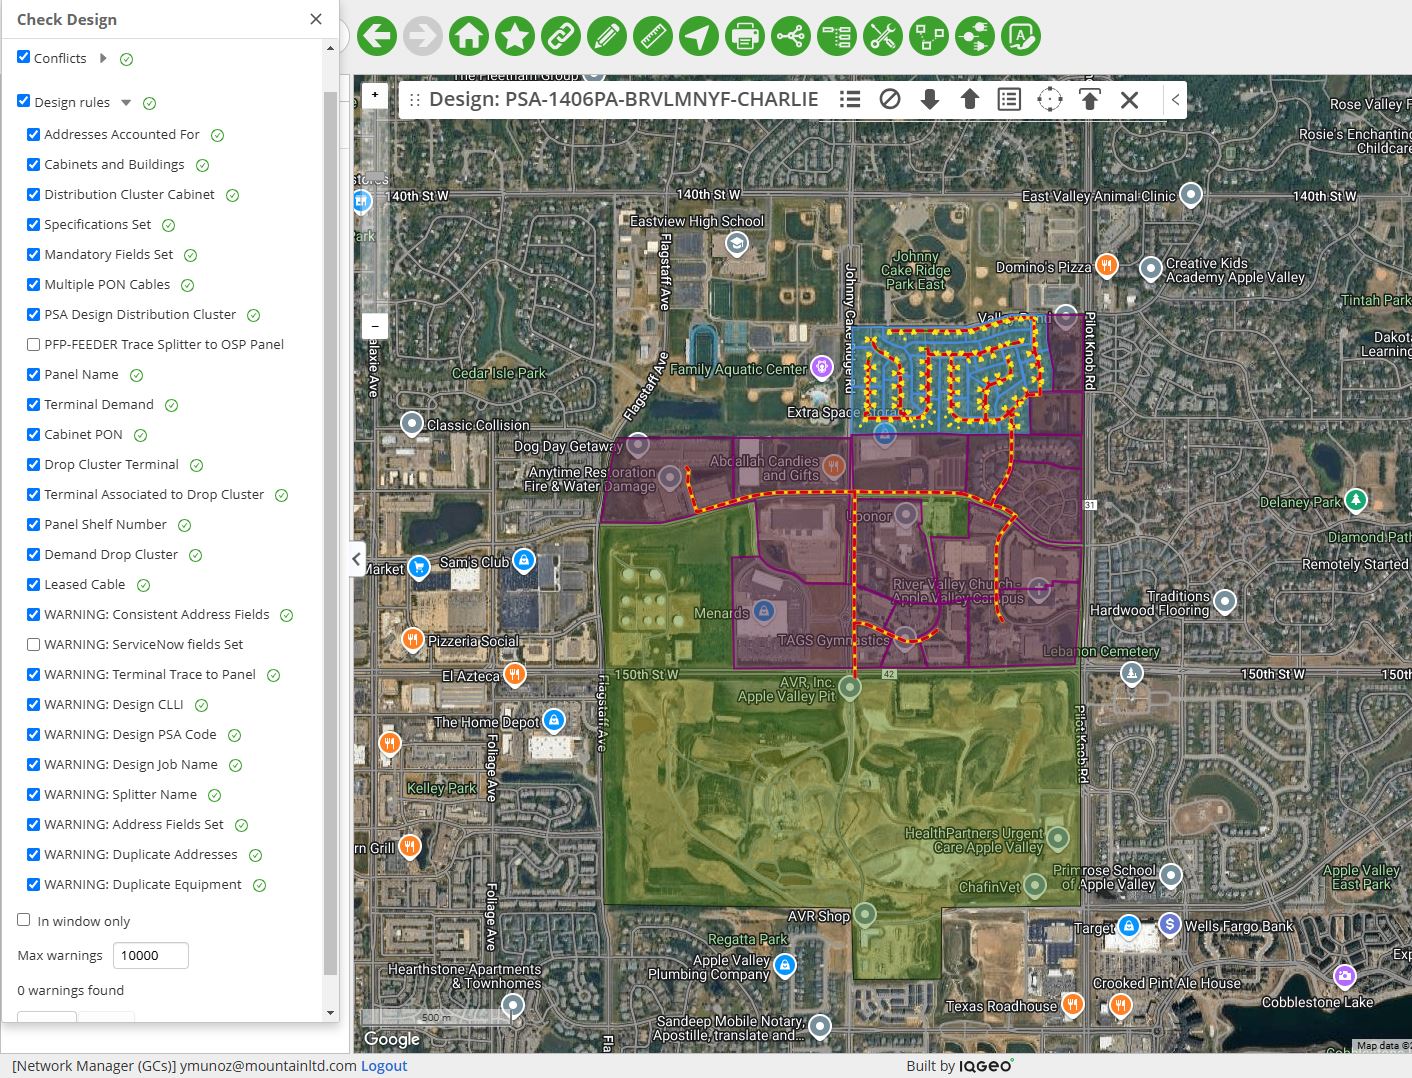 Check Design
Conflicts
Design rules
Addresses Accounted For
Cabinets and Buildings
Distribution Cluster Cabinet
Specifications Set
Mandatory Fields Set
Multiple PON Cables
PSA Design Distribution Cluster
PFP-FEEDER Trace Splitter to OSP Panel
Panel Name
Terminal Demand
Cabinet PON
Drop Cluster Terminal
Terminal Associated to Drop Cluster
Panel Shelf Number
Demand Drop Cluster
Leased Cable
WARNING: Consistent Address Fields
WARNING: ServiceNow fields Set
WARNING: Terminal Trace to Panel
WARNING: Design CLLI
WARNING: Design PSA Code
WARNING: Design Job Name
WARNING: Splitter Name
WARNING: Address Fields Set
WARNING: Duplicate Addresses
WARNING: Duplicate Equipment
In window only
Max warnings 10000
0 warnings found
The Fleetham Group
Design: PSA-1406PA-BRVLMNYF-CHARLIE
Rose Valley
Rosie's Enchanting
Childcare
140th St W
140th St W
East Valley Animal Clinic
140th St W
Eastview High School
Flagstaff Ave
Johnny Cake Ridge Rd
Johnny
Cake Ridge
Park East
Domino's Pizza
Creative Kids
Academy Apple Valley
Tintah Park
Pilot Knob Rd
Dakota
Learning
Cedar Isle Park
Flagstaff Ave
Family Aquatic Center
Extra Space Storage
Classic Collision
Dog Day Getaway
Anytime Restoration
Fire & Water Damage
Abdallah Candies
and Gifts
31
Delaney Park
Uponor
Diamond Path
Market
Sam's Club
Remotely Started
River Valley Church -
Apple Valley Campus
Traditions
Hardwood Flooring
Menards
Pizzeria Social
TAGS Gymnastics
Lebanon Cemetery
El Azteca
150th St W
42
150th St W
AVR, Inc.
Apple Valley Pit
The Home Depot
Foliage Ave
Flagstaff Ave
Pilot Knob Rd
Kelley Park
HealthPartners Urgent
Care Apple Valley
Primrose School
of Apple Valley
ChafinVet
Apple Valley
East Park
Foliage Ave
AVR Shop
Target
Wells Fargo Bank
Regatta Park
Apple Valley
Plumbing Company
Hearthstone Apartments
& Townhomes
Crooked Pint Ale House
Texas Roadhouse
Cobblestone Lake
500 m
Sandeep Mobile Notary,
Apostille, translate and...
Google
Map data ©2
[Network Manager (GCs)] ymunoz@mountainltd.com Logout
Built by IQGEO